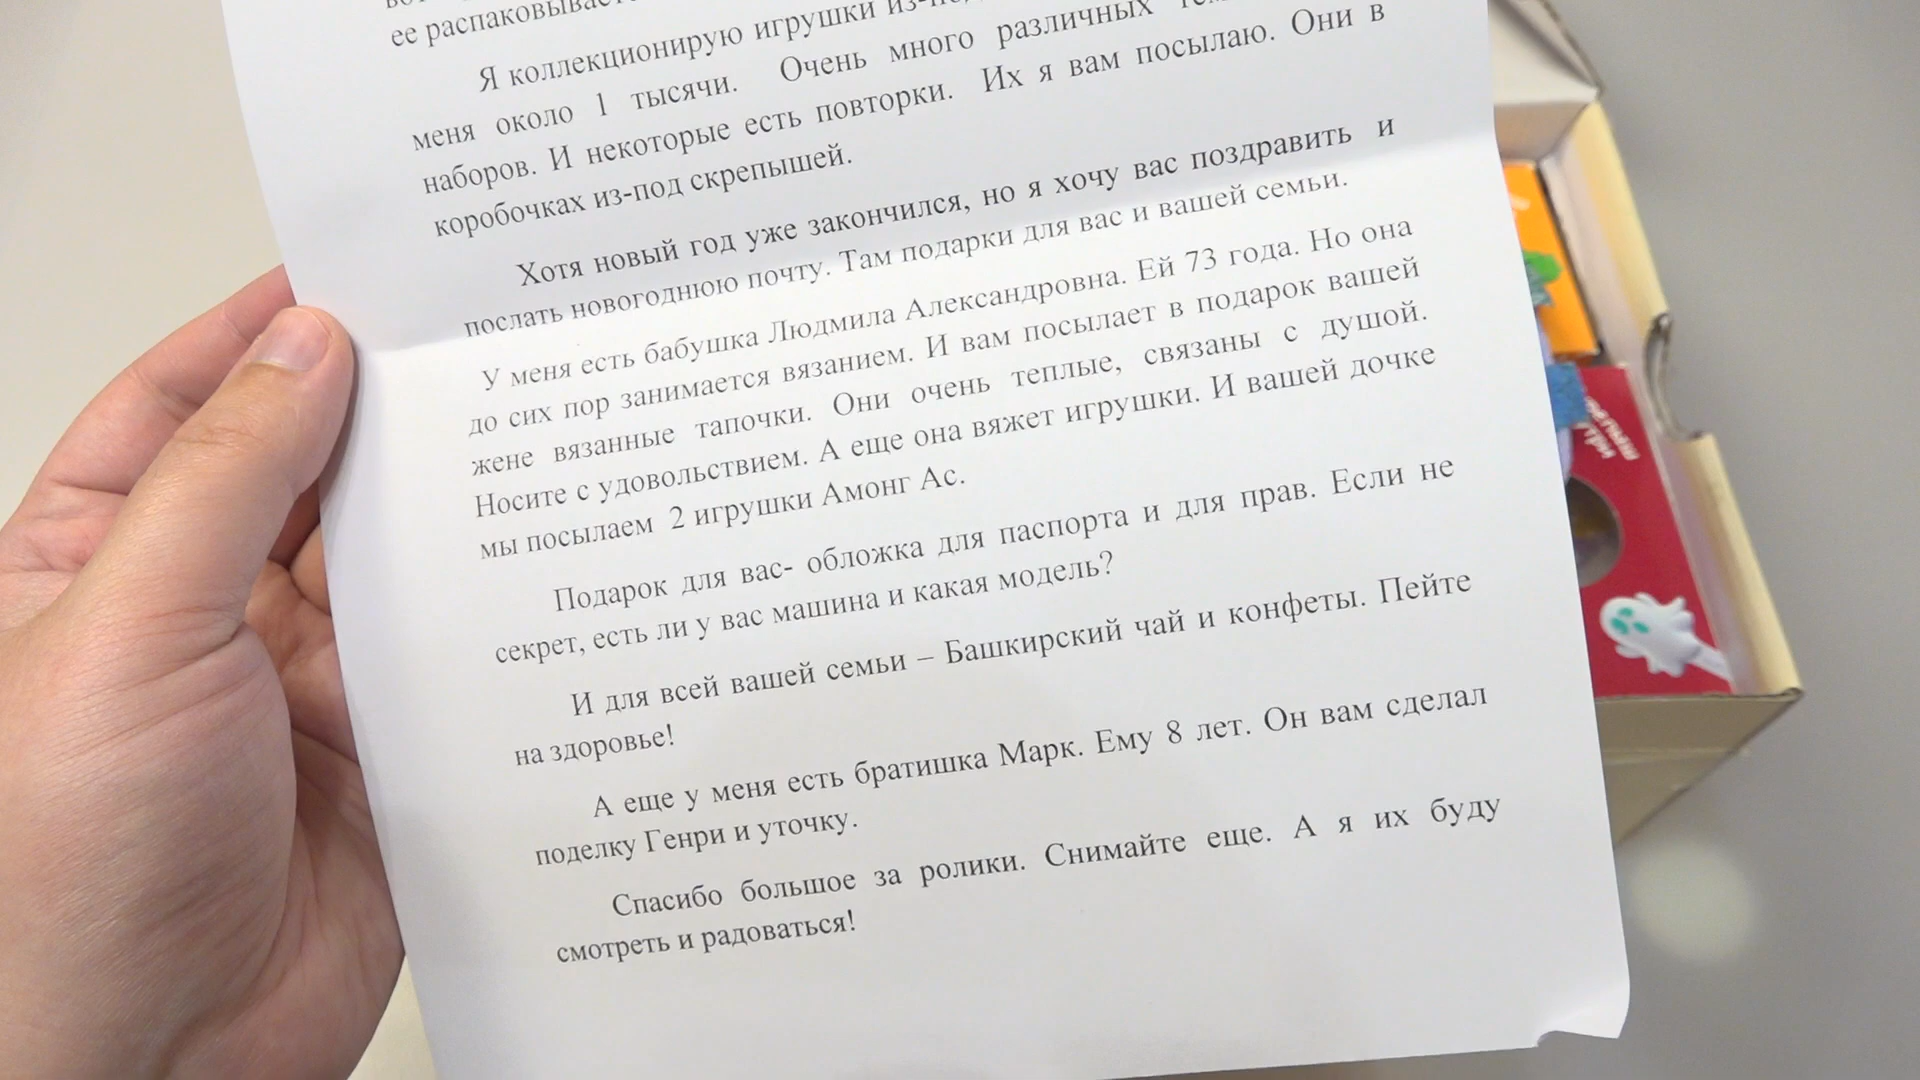 ее распаковывает
Я коллекционирую игрушки из-под
меня около 1 тысячи. Очень много различных
наборов. И некоторые есть повторки. Их я вам посылаю. Они в
коробочках из-под скрепышей.
Хотя новый год уже закончился, но я хочу вас поздравить и
послать новогоднюю почту. Там подарки для вас и вашей семьи.
У меня есть бабушка Людмила Александровна. Ей 73 года. Но она
до сих пор занимается вязанием. И вам посылает в подарок вашей
жене вязанные тапочки. Они очень теплые, связаны с душой.
Носите с удовольствием. А еще она вяжет игрушки. И вашей дочке
мы посылаем 2 игрушки Амонг Ас.
Подарок для вас- обложка для паспорта и для прав. Если не
секрет, есть ли у вас машина и какая модель?
И для всей вашей семьи – Башкирский чай и конфеты. Пейте
на здоровье!
А еще у меня есть братишка Марк. Ему 8 лет. Он вам сделал
поделку Генри и уточку.
Спасибо большое за ролики. Снимайте еще. А я их буду
смотреть и радоваться!